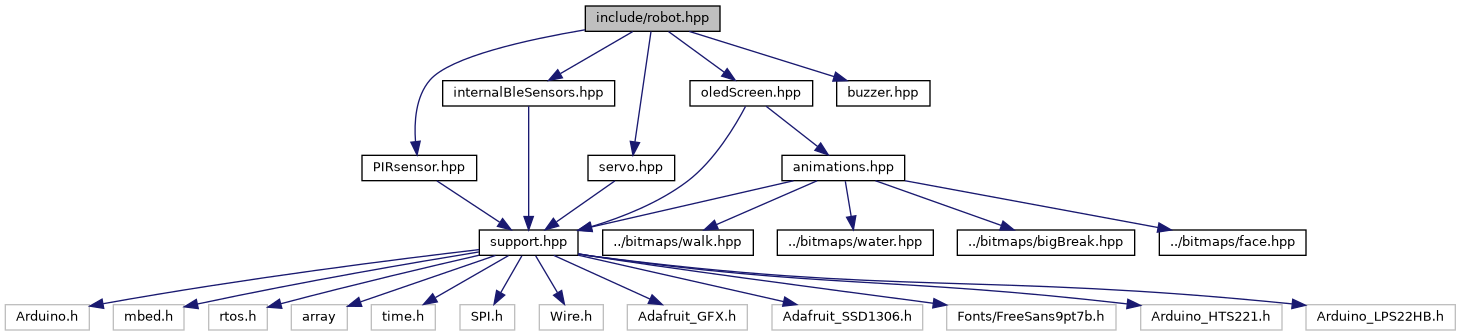 include/robot.hpp
internalBleSensors.hpp
oledScreen.hpp
buzzer.hpp
PIRsensor.hpp
servo.hpp
animations.hpp
support.hpp
../bitmaps/walk.hpp
../bitmaps/water.hpp
../bitmaps/bigBreak.hpp
../bitmaps/face.hpp
Arduino.h
mbed.h
rtos.h
array
time.h
SPI.h
Wire.h
Adafruit_GFX.h
Adafruit_SSD1306.h
Fonts/FreeSans9pt7b.h
Arduino_HTS221.h
Arduino_LPS22HB.h